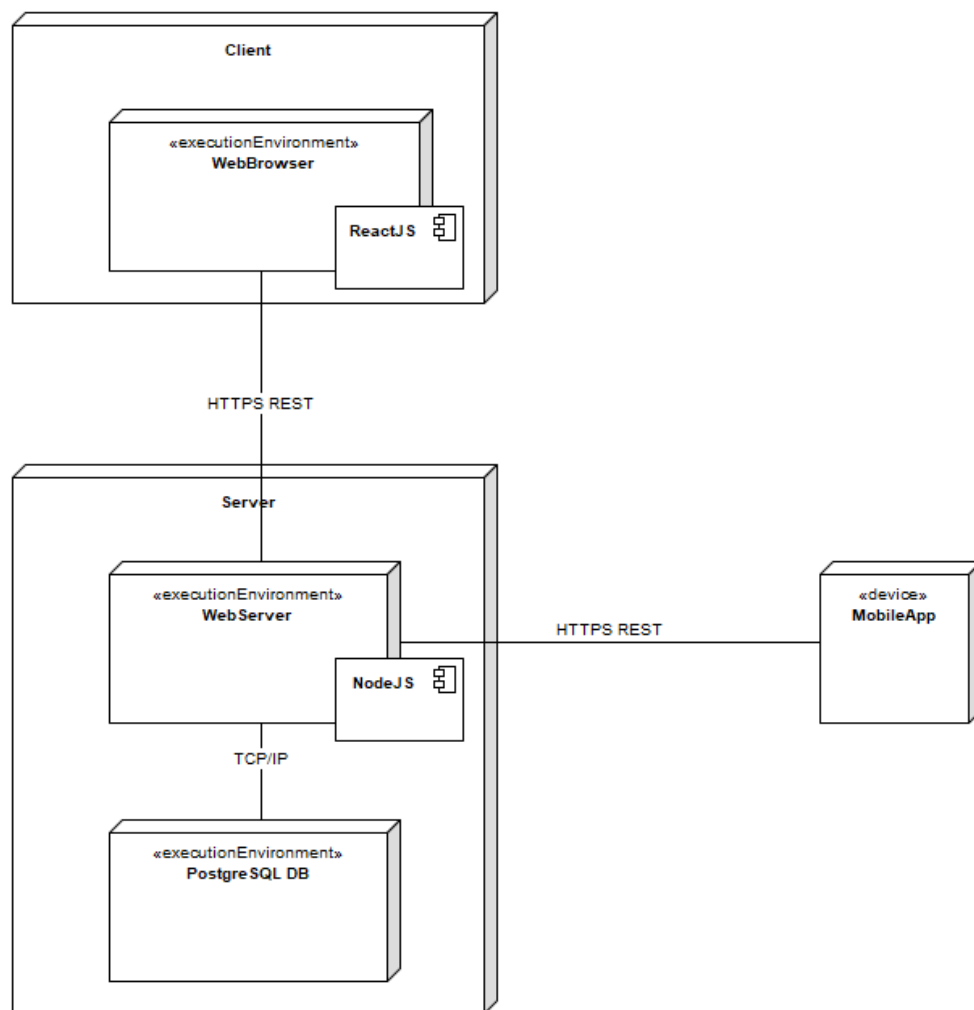 Client
«executionEnvironment»
WebBrowser
ReactJS
HTTPS REST
Server
«executionEnvironment»
WebServer
NodeJS
HTTPS REST
«device»
MobileApp
TCP/IP
«executionEnvironment»
PostgreSQL DB